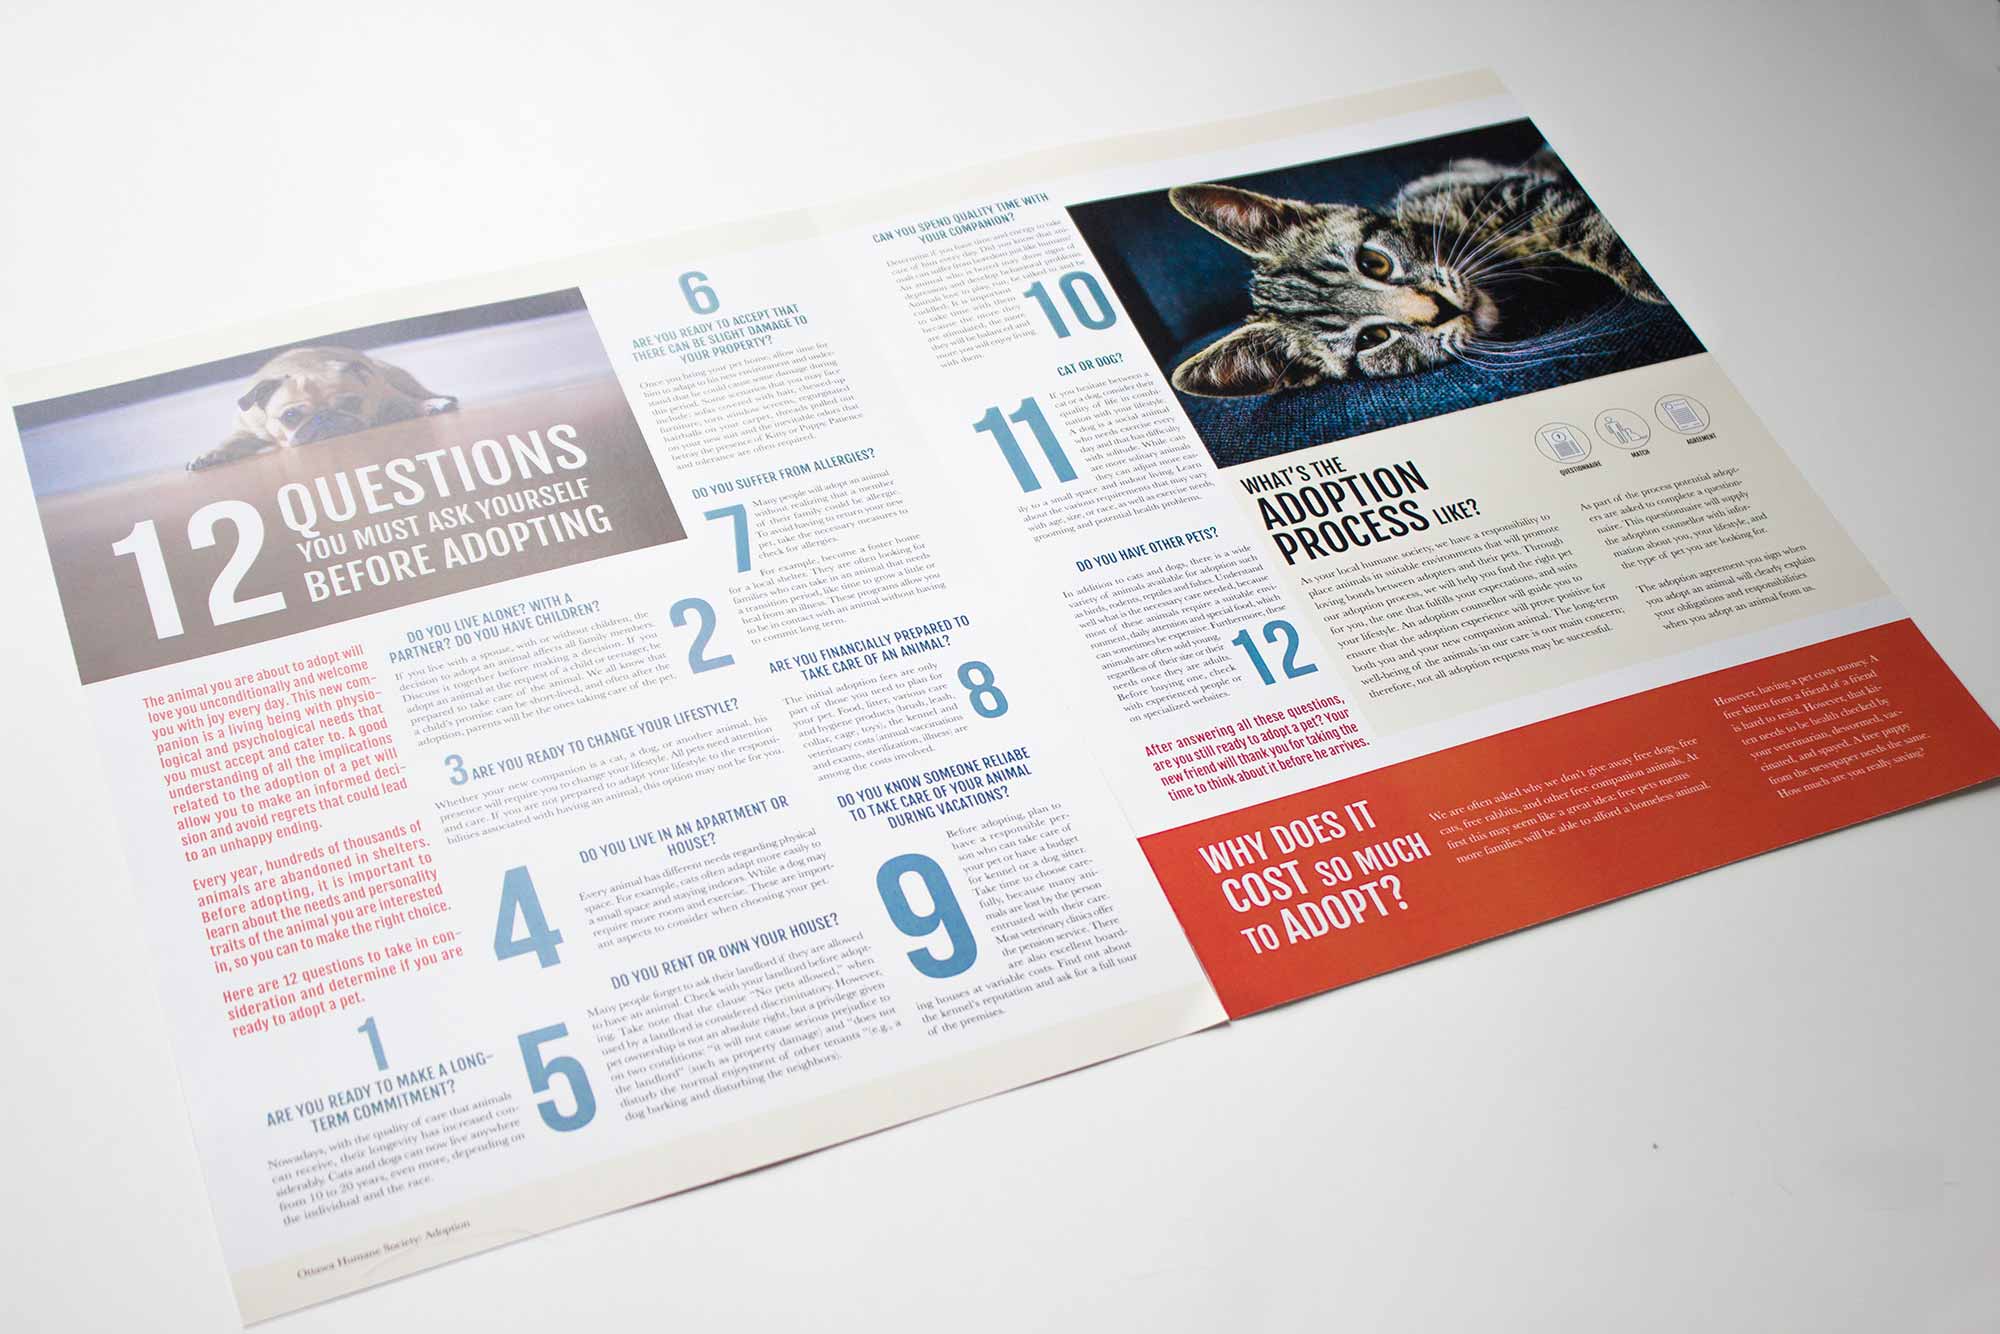 12
QUESTIONS
YOU MUST ASK YOURSELF
BEFORE ADOPTING
The animal you are about to adopt will
love you unconditionally and welcome
you with joy every day. This new com-
panion is a living being with physio-
logical and psychological needs that
you must accept and cater to. A good
understanding of all the implications
related to the adoption of a pet will
allow you to make an informed deci-
sion and avoid regrets that could lead
to an unhappy ending.
Every year, hundreds of thousands of
animals are abandoned in shelters.
Before adopting, it is important to
learn about the needs and personality
traits of the animal you are interested
in, so you can to make the right choice.
Here are 12 questions to take in con-
sideration and determine if you are
ready to adopt a pet.
1
ARE YOU READY TO MAKE A LONG-
TERM COMMITMENT?
Nowadays, with the quality of care that animals
can receive, their longevity has increased con-
siderably. Cats and dogs can now live anywhere
from 10 to 20 years, even more, depending on
the individual and the race.
DO YOU LIVE ALONE? WITH A
PARTNER? DO YOU HAVE CHILDREN?
2
If you live with a spouse, with or without children, the
decision to adopt an animal affects all family members.
Discuss it together before making a decision. If you
adopt an animal at the request of a child or teenager, be
prepared to take care of the animal. We all know that
a child's promise can be short-lived, and often after the
adoption, parents will be the ones taking care of the pet.
3 ARE YOU READY TO CHANGE YOUR LIFESTYLE?
Whether your new companion is a cat, a dog, or another animal, his
presence will require you to change your lifestyle. All pets need attention
and care. If you are not prepared to adapt your lifestyle to the responsi-
bilities associated with having an animal, this option may not be for you.
4
DO YOU LIVE IN AN APARTMENT OR
HOUSE?
Every animal has different needs regarding physical
space. For example, cats often adapt more easily to
a small space and staying indoors. While a dog may
require more room and exercise. These are import-
ant aspects to consider when choosing your pet.
5
DO YOU RENT OR OWN YOUR HOUSE?
Many people forget to ask their landlord if they are allowed
to have an animal. Check with your landlord before adopt-
ing. Take note that the clause "No pets allowed," when
used by a landlord is considered discriminatory. However,
pet ownership is not an absolute right, but a privilege given
on two conditions: "it will not cause serious prejudice to
the landlord" (such as property damage) and "does not
disturb the normal enjoyment of other tenants "(e.g., a
dog barking and disturbing the neighbors).
6
ARE YOU READY TO ACCEPT THAT
THERE CAN BE SLIGHT DAMAGE TO
YOUR PROPERTY?
Once you bring your pet home, allow time for
him to adapt to his new environment and under-
stand that he could cause some damage during
this period. Some scenarios that you may face
include: sofas covered with hair, chewed-up
furniture, torn window screens, regurgitated
hairballs on your carpet, threads pulled out
on your new suit and the inevitable odors that
betray the presence of Kitty or Puppy. Patience
and tolerance are often required.
DO YOU SUFFER FROM ALLERGIES?
7
Many people will adopt an animal
without realizing that a member
of their family could be allergic.
To avoid having to return your new
pet, take the necessary measures to
check for allergies.
For example, become a foster home
for a local shelter. They are often looking for
families who can take in an animal that needs
a transition period, like time to grow a little or
heal from an illness. These programs allow you
to be in contact with an animal without having
to commit long term.
ARE YOU FINANCIALLY PREPARED TO
TAKE CARE OF AN ANIMAL?
8
The initial adoption fees are only
part of those you need to plan for
your pet. Food, litter, various care
and hygiene products (brush, leash,
collar, cage, toys), the kennel and
veterinary costs (annual vaccinations
and exams, sterilization, illness) are
among the costs involved.
DO YOU KNOW SOMEONE RELIABE
TO TAKE CARE OF YOUR ANIMAL
DURING VACATIONS?
9
Before adopting, plan to
have a responsible per-
son who can take care of
your pet or have a budget
for kennel or a dog sitter.
Take time to choose care-
fully, because many ani-
mals are lost by the person
entrusted with their care.
Most veterinary clinics offer
the pension service. There
are also excellent board-
ing houses at variable costs. Find out about
the kennel's reputation and ask for a full tour
of the premises.
CAN YOU SPEND QUALITY TIME WITH
YOUR COMPANION?
Determine if you have time and energy to take
care of him every day. Did you know that ani-
mals can suffer from boredom just like humans?
An animal who is bored may show signs of
depression and develop behavioral problems.
Animals love to play, run, be talked to and be
cuddled. It is important
to take time with them
because the more they
are stimulated, the more
they will be balanced and
more you will enjoy living
with them.
10
CAT OR DOG?
11
If you hesitate between a
cat or a dog, consider their
quality of life in combi-
nation with your lifestyle.
A dog is a social animal
who needs exercise every
day and that has difficulty
with solitude. While cats
are more solitary animals
they can adjust more eas-
ily to a small space and indoor living. Learn
about the various requirements that may vary
with age, size, or race, as well as exercise needs,
grooming and potential health problems.
DO YOU HAVE OTHER PETS?
In addition to cats and dogs, there is a wide
variety of animals available for adoption such
as birds, rodents, reptiles and fishes. Understand
well what is the necessary care needed, because
most of these animals require a suitable envi-
ronment, daily attention and special food, which
can sometimes be expensive. Furthermore, these
animals are often sold young
regardless of their size or their
needs once they are adults.
Before buying one, check
with experienced people or
on specialized websites.
12
After answering all these questions,
are you still ready to adopt a pet? Your
new friend will thank you for taking the
time to think about it before he arrives.
QUESTIONNAIRE
MATCH
AGREEMENT
WHAT'S THE
ADOPTION
PROCESS LIKE?
As your local humane society, we have a responsibility to
place animals in suitable environments that will promote
loving bonds between adopters and their pets. Through
our adoption process, we will help you find the right pet
for you, the one that fulfills your expectations, and suits
your lifestyle. An adoption counsellor will guide you to
ensure that the adoption experience will prove positive for
both you and your new companion animal. The long-term
well-being of the animals in our care is our main concern;
therefore, not all adoption requests may be successful.
As part of the process potential adopt-
ers are asked to complete a question-
naire. This questionnaire will supply
the adoption counsellor with infor-
mation about you, your lifestyle, and
the type of pet you are looking for.
The adoption agreement you sign when
you adopt an animal will clearly explain
your obligations and responsibilities
when you adopt an animal from us.
WHY DOES IT
COST SO MUCH
TO ADOPT?
We are often asked why we don't give away free dogs, free
cats, free rabbits, and other free companion animals. At
first this may seem like a great idea: free pets means
more families will be able to afford a homeless animal.
However, having a pet costs money. A
free kitten from a friend of a friend
is hard to resist. However, that kit-
ten needs to be health checked by
your veterinarian, dewormed, vac-
cinated, and spayed. A free puppy
from the newspaper needs the same.
How much are you really saving?
Ottawa Humane Society: Adoption